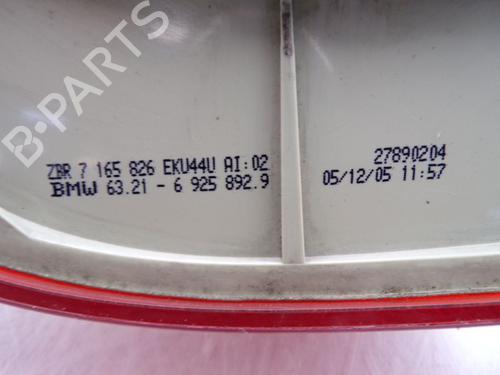 ZBR 7 165 826 EKU44U AI:02
BMW 63.21 - 6 925 892.9
27890204
05/12/05 11:57
B-PARTS